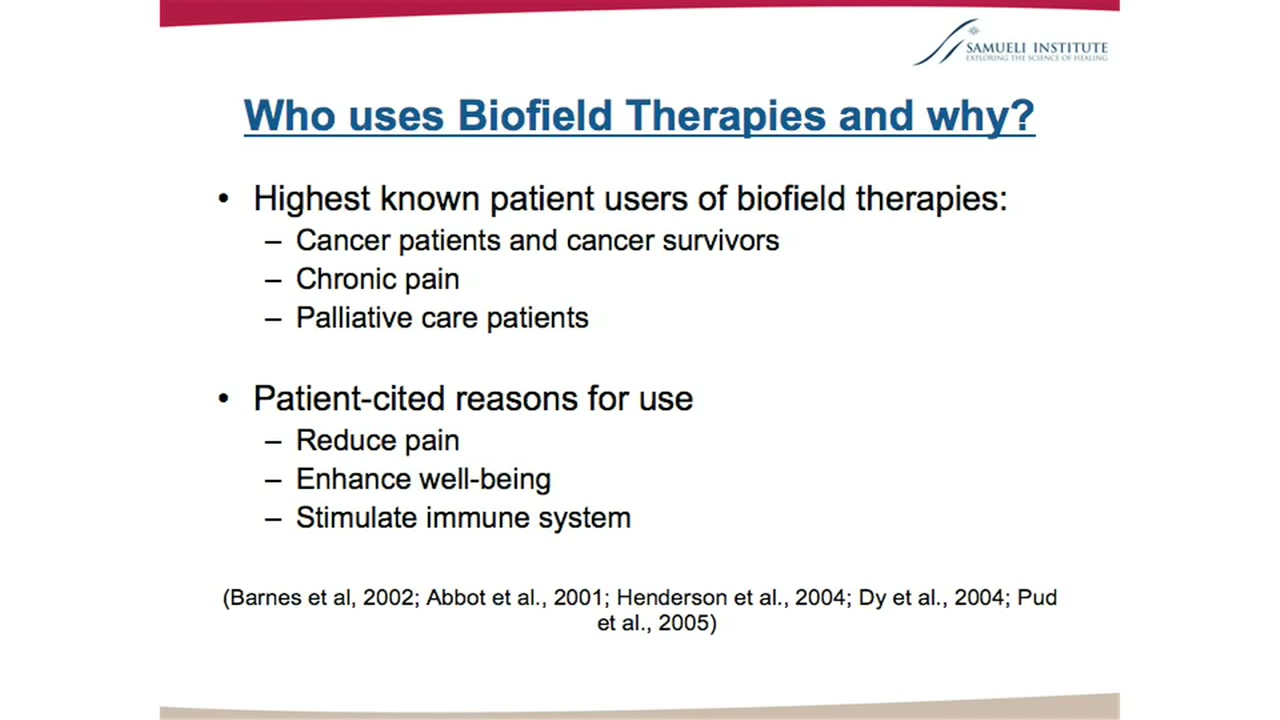 SAMUELI INSTITUTE
EXPLORING THE SCIENCE OF HEALING
Who uses Biofield Therapies and why?
• Highest known patient users of biofield therapies:
– Cancer patients and cancer survivors
– Chronic pain
– Palliative care patients
• Patient-cited reasons for use
– Reduce pain
– Enhance well-being
– Stimulate immune system
(Barnes et al, 2002; Abbot et al., 2001; Henderson et al., 2004; Dy et al., 2004; Pud
et al., 2005)